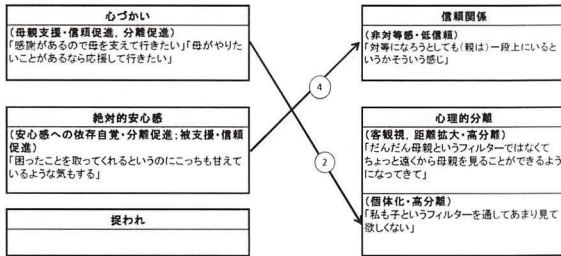 心づかい
(母親支援・信頼促進, 分離促進)
「感謝があるので母を支えて行きたい」「母がやりた
いことがあるなら応援して行きたい」
絶対的安心感
(安心感への依存自覚・分離促進;被支援・信頼
促進)
「困ったことを取ってくれるというのにこっちも甘えて
いるような気もする」
捉われ
4
2
信頼関係
(非対等感・低信頼)
「対等になろうとしても(親は)一段上にいると
いうかそういう感じ」
心理的分離
(客観視, 距離拡大・高分離)
「だんだん母親というフィルターではなくて
ちょっと遠くから母親を見ることができるよう
になってきて」
(個体化・高分離)
「私も子というフィルターを通してあまり見て
欲しくない」